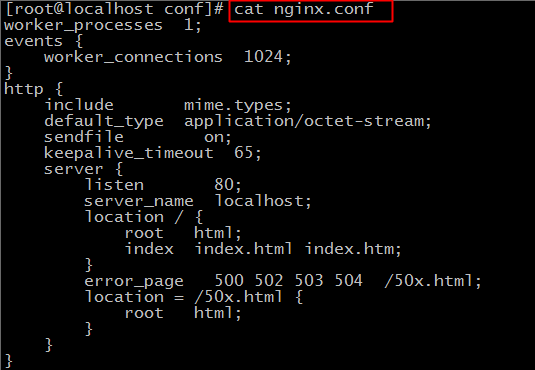 [root@localhost conf]# cat nginx.conf
worker_processes  1;
events {
    worker_connections  1024;
}
http {
    include       mime.types;
    default_type  application/octet-stream;
    sendfile        on;
    keepalive_timeout  65;
    server {
        listen       80;
        server_name  localhost;
        location / {
            root   html;
            index  index.html index.htm;
        }
        error_page   500 502 503 504  /50x.html;
        location = /50x.html {
            root   html;
        }
    }
}